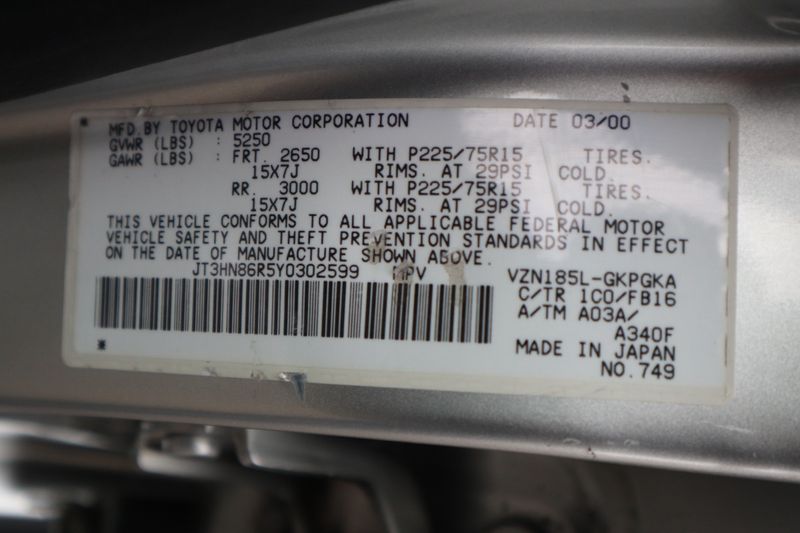 MFD. BY TOYOTA MOTOR CORPORATION DATE 03/00
GVWR (LBS) : 5250
GAWR (LBS) : FRT. 2650 WITH P225/75R15 TIRES.
15X7J RIMS. AT 29PSI COLD.
RR. 3000 WITH P225/75R15 TIRES.
15X7J RIMS. AT 29PSI COLD.
THIS VEHICLE CONFORMS TO ALL APPLICABLE FEDERAL MOTOR
VEHICLE SAFETY AND THEFT PREVENTION STANDARDS IN EFFECT
ON THE DATE OF MANUFACTURE SHOWN ABOVE.
JT3HN86R5Y0302599 MPV VZN185L-GKPGKA
C/TR 1C0/FB16
A/TM A03A/
A340F
MADE IN JAPAN
NO. 749